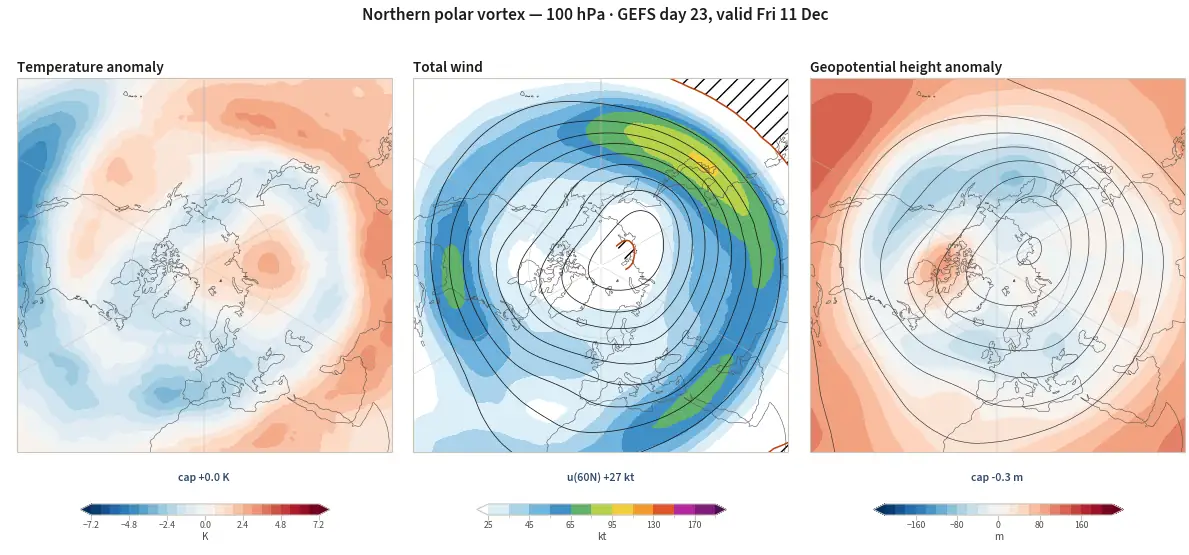 Northern polar vortex — 100 hPa · GEFS day 23, valid Fri 11 Dec
Temperature anomaly
Total wind
Geopotential height anomaly
cap +0.0 K
u(60N) +27 kt
cap -0.3 m
−7.2 −4.8 −2.4 0.0 2.4 4.8 7.2
K
25 45 65 95 130 170
kt
−160 −80 0 80 160
m